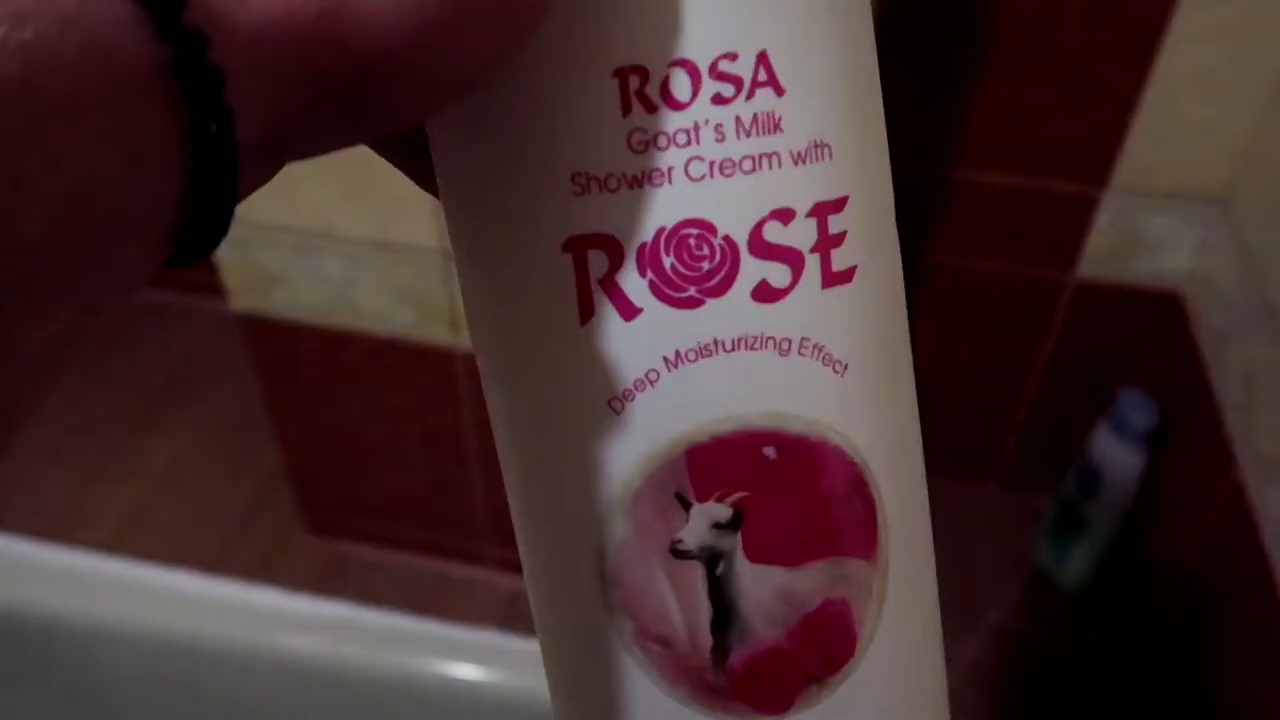 ROSA
Goat's Milk
Shower Cream with
ROSE
Deep Moisturizing Effect